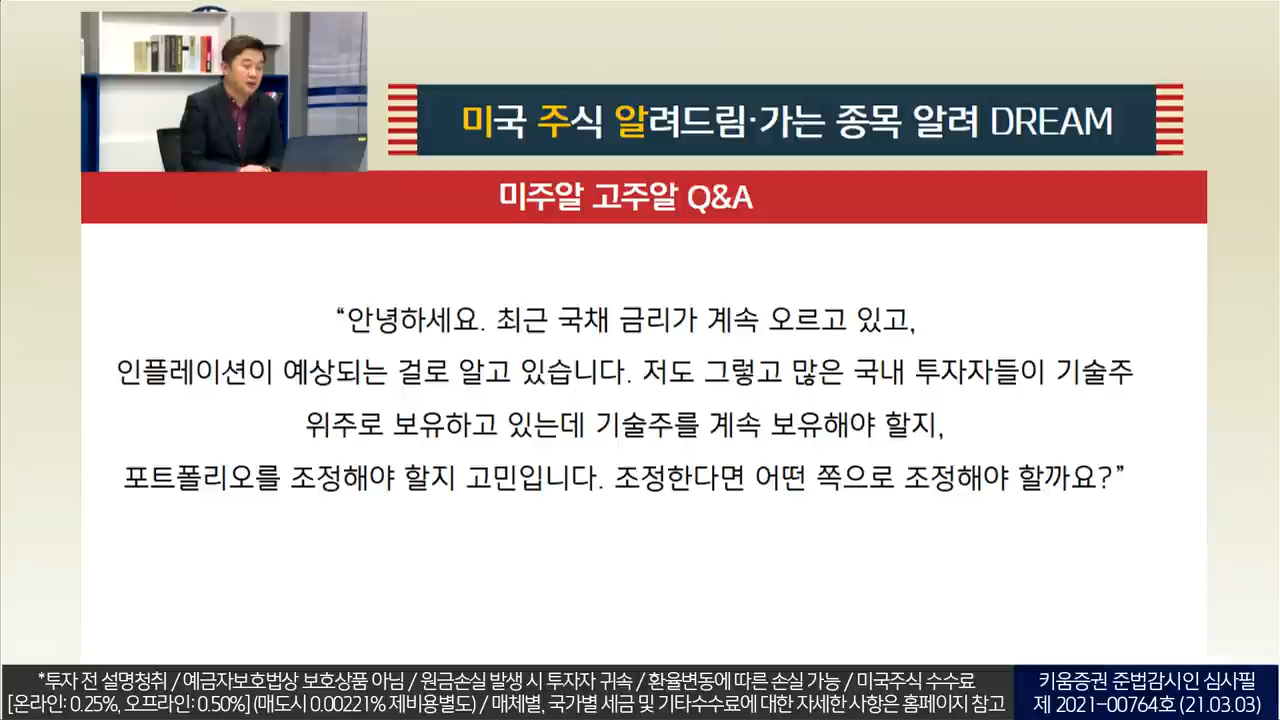 미국 주식 알려드림·가는 종목 알려 DREAM
미주알 고주알 Q&A
“안녕하세요. 최근 국채 금리가 계속 오르고 있고,
인플레이션이 예상되는 걸로 알고 있습니다. 저도 그렇고 많은 국내 투자자들이 기술주
위주로 보유하고 있는데 기술주를 계속 보유해야 할지,
포트폴리오를 조정해야 할지 고민입니다. 조정한다면 어떤 쪽으로 조정해야 할까요?”
*투자 전 설명청취 / 예금자보호법상 보호상품 아님 / 원금손실 발생 시 투자자 귀속 / 환율변동에 따른 손실 가능 / 미국주식 수수료
[온라인: 0.25%, 오프라인: 0.50%] (매도시 0.00221% 제비용별도) / 매체별, 국가별 세금 및 기타수수료에 대한 자세한 사항은 홈페이지 참고
키움증권 준법감시인 심사필
제 2021-00764호 (21.03.03)